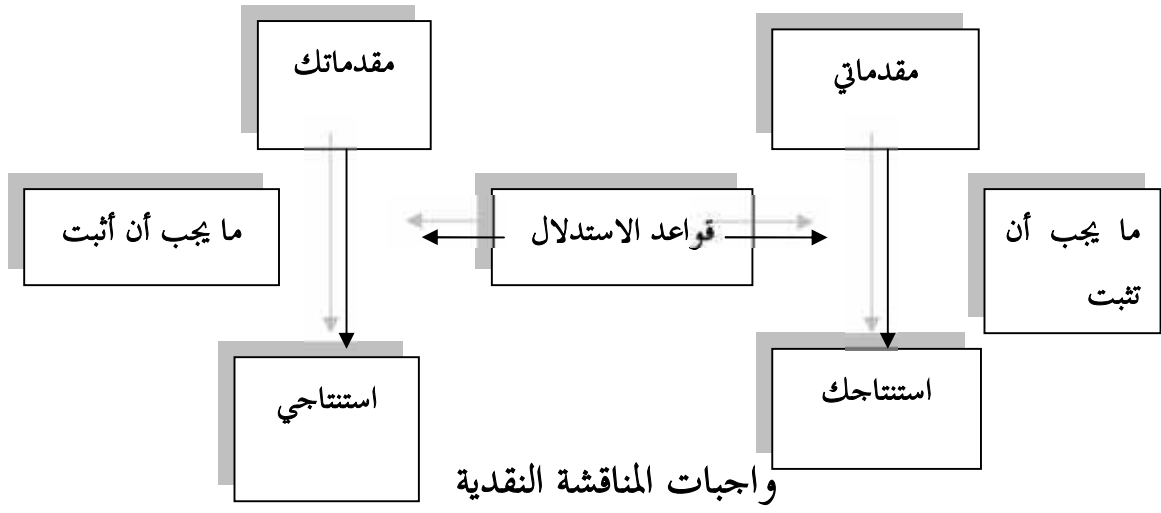 مقدماتي
مقدماتك
ما يجب أن
تثبت
قواعد الاستدلال
ما يجب أن أثبت
استنتاجك
استنتاجي
واجبات المناقشة النقدية